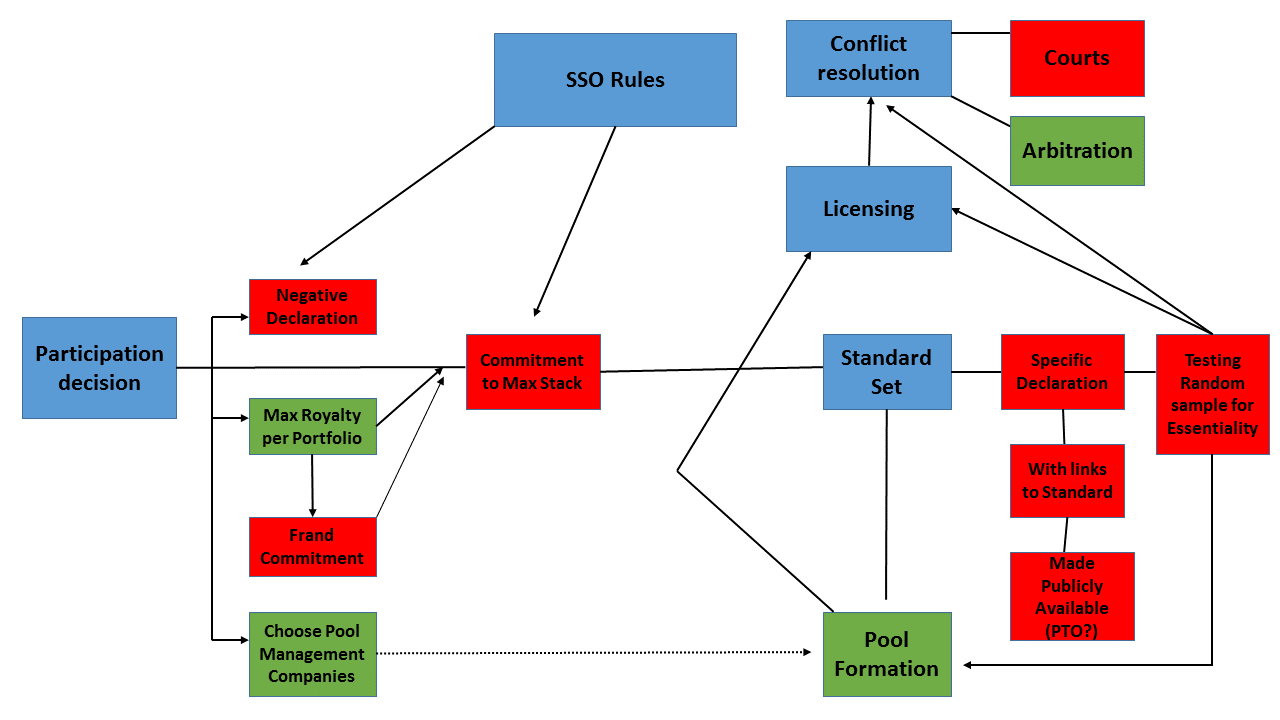 SSO Rules
Conflict
resolution
Courts
Arbitration
Licensing
Negative
Declaration
Participation
decision
Commitment
to Max Stack
Standard
Set
Specific
Declaration
Testing
Random
sample for
Essentiality
Max Royalty
per Portfolio
With links
to Standard
Frand
Commitment
Made
Publicly
Available
(PTO?)
Choose Pool
Management
Companies
Pool
Formation